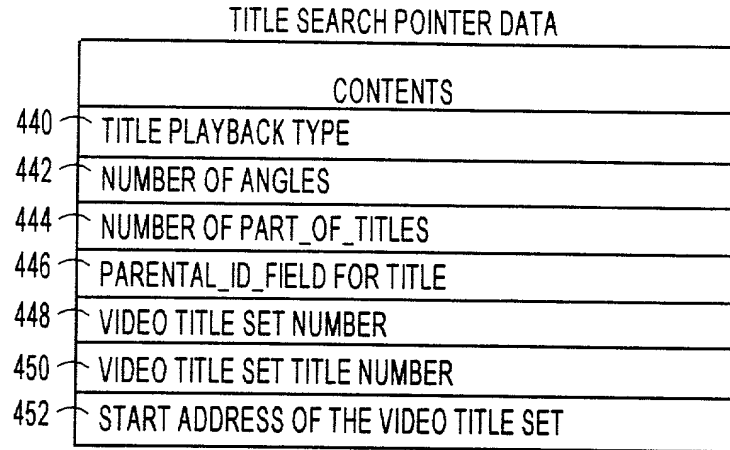 TITLE SEARCH POINTER DATA
CONTENTS
440 TITLE PLAYBACK TYPE
442 NUMBER OF ANGLES
444 NUMBER OF PART_OF_TITLES
446 PARENTAL_ID_FIELD FOR TITLE
448 VIDEO TITLE SET NUMBER
450 VIDEO TITLE SET TITLE NUMBER
452 START ADDRESS OF THE VIDEO TITLE SET